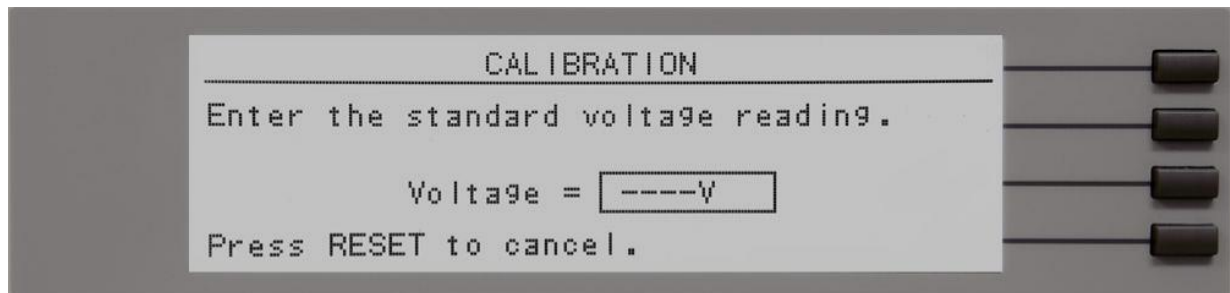 CALIBRATION
Enter the standard voltage reading.
Voltage = ----V
Press RESET to cancel.